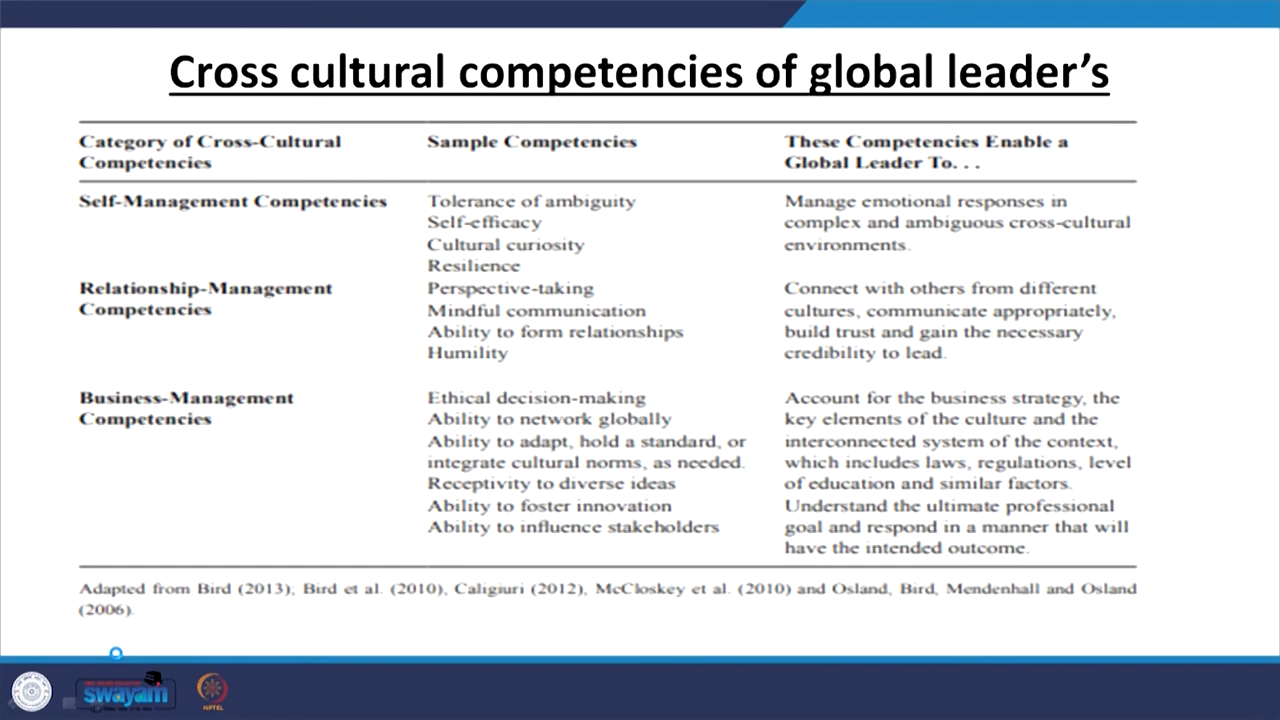 Cross cultural competencies of global leader’s
Category of Cross-Cultural Competencies
Sample Competencies
These Competencies Enable a Global Leader To. . .
Self-Management Competencies
Tolerance of ambiguity
Self-efficacy
Cultural curiosity
Resilience
Manage emotional responses in
complex and ambiguous cross-cultural
environments.
Relationship-Management
Competencies
Perspective-taking
Mindful communication
Ability to form relationships
Humility
Connect with others from different
cultures, communicate appropriately,
build trust and gain the necessary
credibility to lead.
Business-Management
Competencies
Ethical decision-making
Ability to network globally
Ability to adapt, hold a standard, or
integrate cultural norms, as needed.
Receptivity to diverse ideas
Ability to foster innovation
Ability to influence stakeholders
Account for the business strategy, the
key elements of the culture and the
interconnected system of the context,
which includes laws, regulations, level
of education and similar factors.
Understand the ultimate professional
goal and respond in a manner that will
have the intended outcome.
Adapted from Bird (2013); Bird et al. (2010), Caligiuri (2012), McCloskey et al. (2010) and Osland, Bird, Mendenhall and Osland
(2006).
swayam
NPTEL